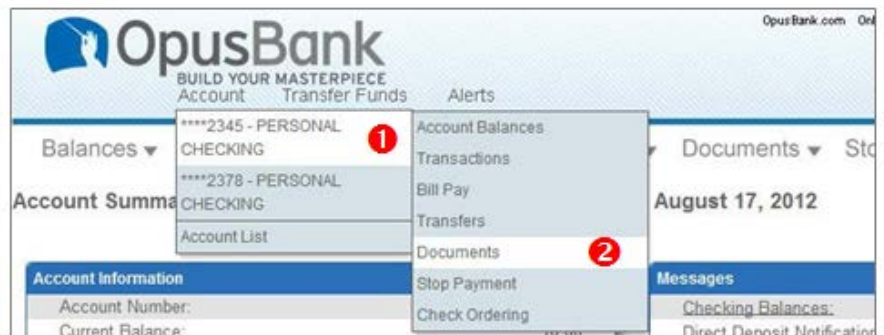 OpusBank.com
OpusBank
BUILD YOUR MASTERPIECE
Account Transfer Funds Alerts
****2345 - PERSONAL
CHECKING
1
****2378 - PERSONAL
CHECKING
Account List
Account Balances
Transactions
Bill Pay
Transfers
Documents
2
Stop Payment
Check Ordering
Balances
Documents
Account Summa
August 17, 2012
Account Information
Account Number:
Current Balance:
Messages
Checking Balances:
Direct Deposit Notification